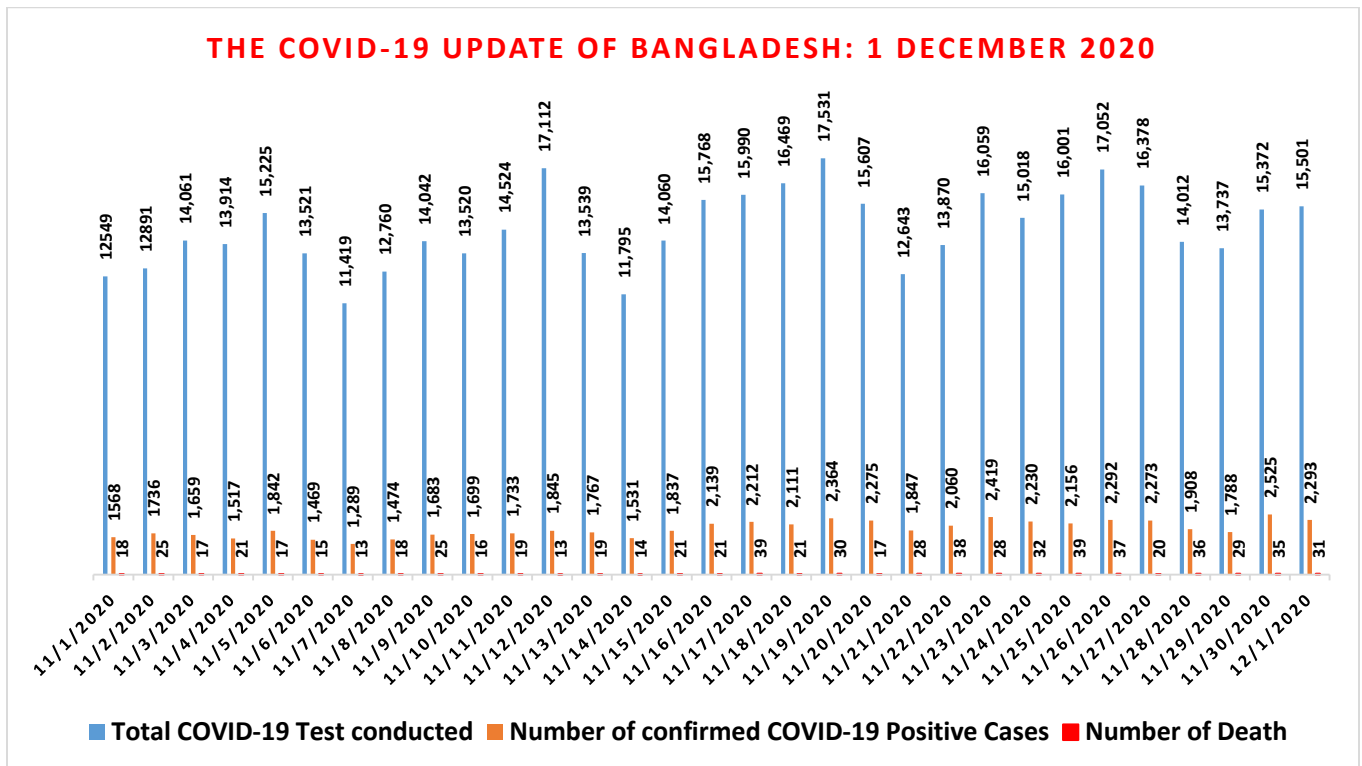 THE COVID-19 UPDATE OF BANGLADESH: 1 DECEMBER 2020
12549 12891 14,061 13,914 15,225 13,521 11,419 12,760 14,042 13,520 14,524 17,112 13,539 11,795 14,060 15,768 15,990 16,469 17,531 15,607 12,643 13,870 16,059 15,018 16,001 17,052 16,378 14,012 13,737 15,372 15,501
1568 1736 1,659 1,517 1,842 1,469 1,289 1,474 1,683 1,699 1,733 1,845 1,767 1,531 1,837 2,139 2,212 2,111 2,364 2,275 1,847 2,060 2,419 2,230 2,156 2,292 2,273 1,908 1,788 2,525 2,293
18 25 17 21 17 15 13 18 25 16 19 13 19 14 21 21 39 21 30 17 28 38 28 32 39 37 20 36 29 35 31
11/1/2020 11/2/2020 11/3/2020 11/4/2020 11/5/2020 11/6/2020 11/7/2020 11/8/2020 11/9/2020 11/10/2020 11/11/2020 11/12/2020 11/13/2020 11/14/2020 11/15/2020 11/16/2020 11/17/2020 11/18/2020 11/19/2020 11/20/2020 11/21/2020 11/22/2020 11/23/2020 11/24/2020 11/25/2020 11/26/2020 11/27/2020 11/28/2020 11/29/2020 11/30/2020 12/1/2020
Total COVID-19 Test conducted Number of confirmed COVID-19 Positive Cases Number of Death